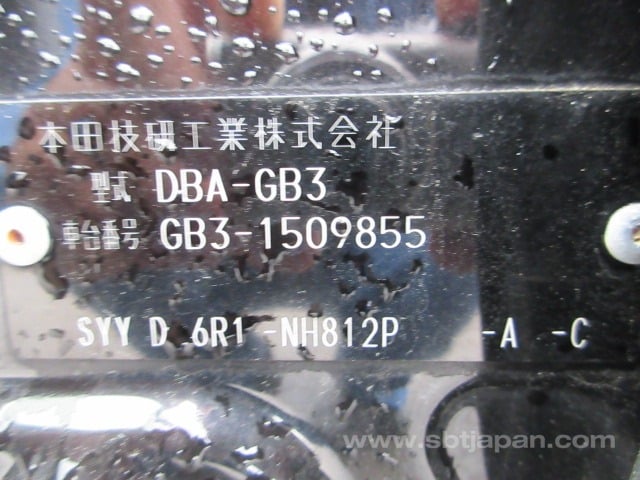 本田技研工業株式会社
型式 DBA-GB3
車台番号 GB3-1509855
SYY D 6R1 -NH812P -A -C
www.sbtjapan.com